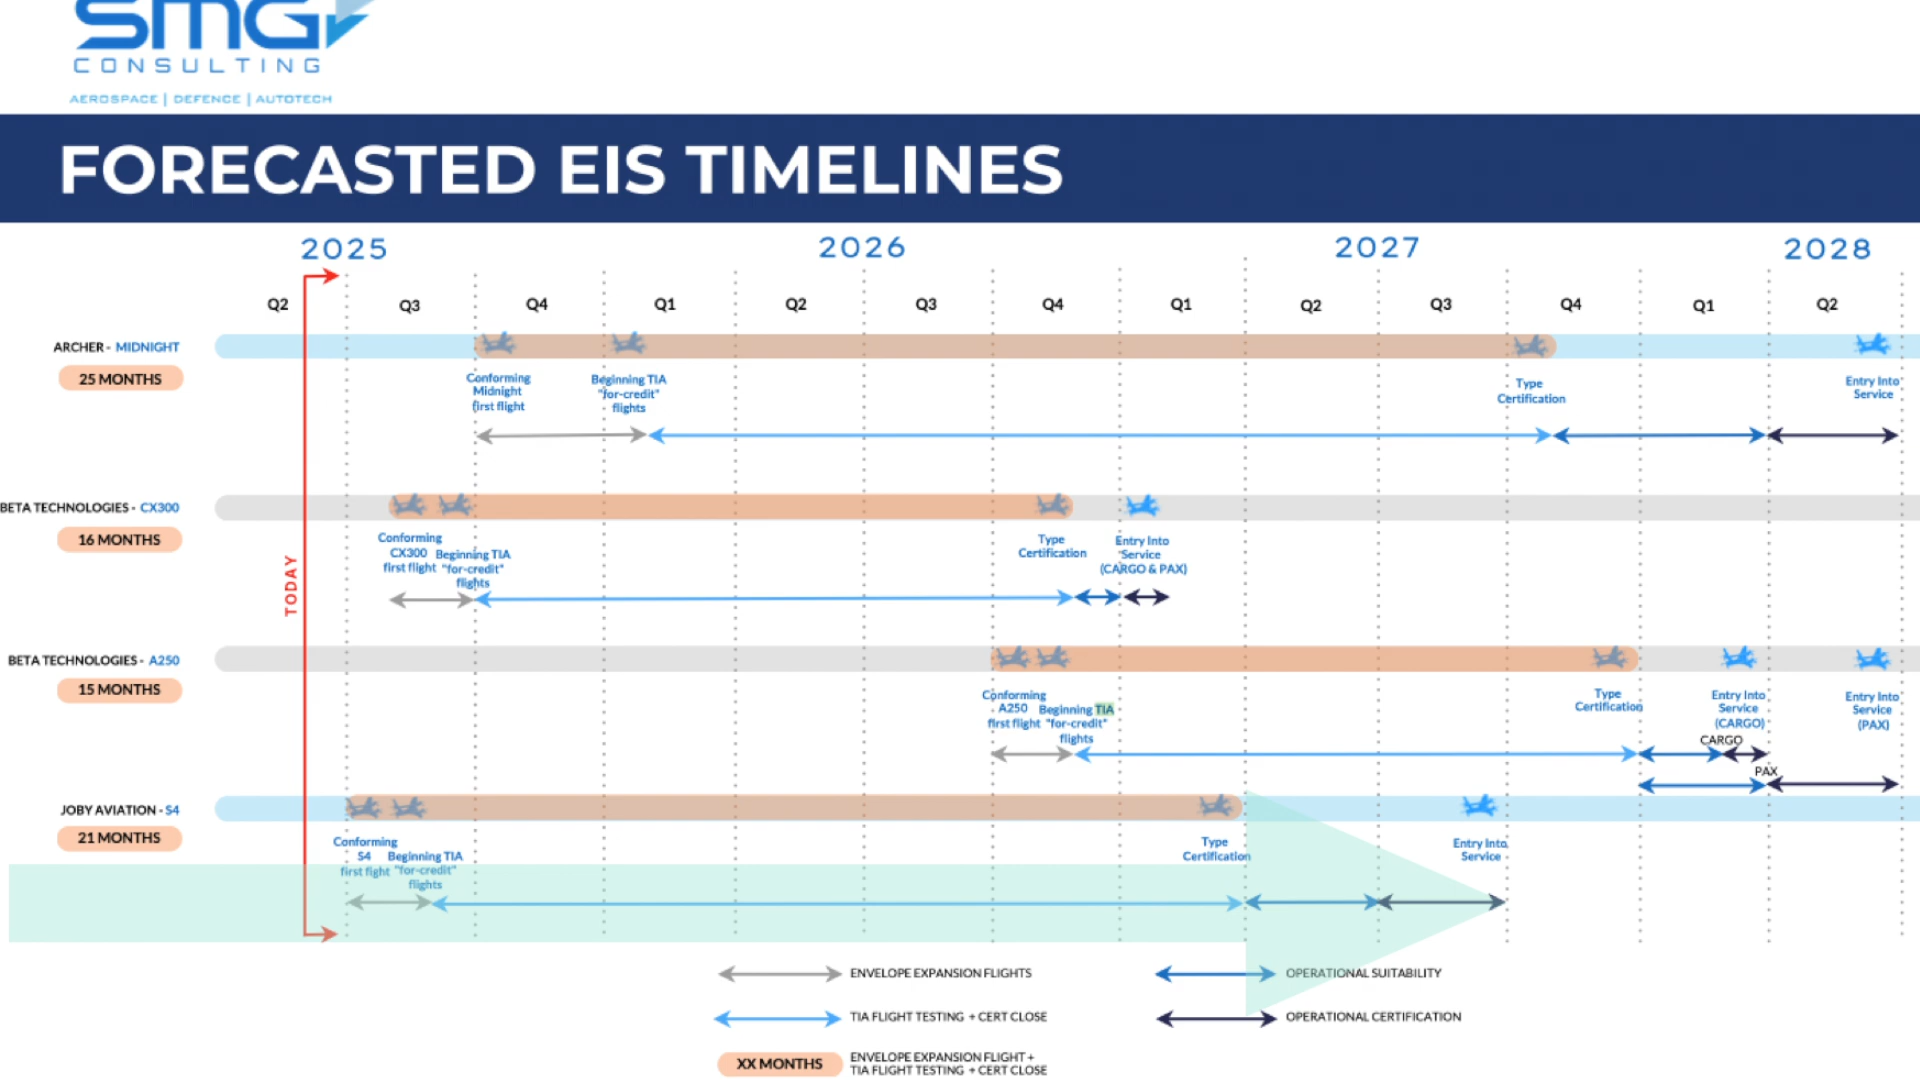 SMG
CONSULTING
AEROSPACE | DEFENCE | AUTOTECH
FORECASTED EIS TIMELINES
2025
2026
2027
2028
Q2
Q3
Q4
Q1
Q2
Q3
Q4
Q1
Q2
Q3
Q4
Q1
Q2
TODAY
ARCHER - MIDNIGHT
25 MONTHS
Conforming
Midnight
first flight
Beginning TIA
"for-credit"
flights
Type
Certification
Entry Into
Service
BETA TECHNOLOGIES - CX300
16 MONTHS
Conforming
CX300
first flight
Beginning TIA
"for-credit"
flights
Type
Certification
Entry Into
Service
(CARGO & PAX)
BETA TECHNOLOGIES - A250
15 MONTHS
Conforming
A250
first flight
Beginning TIA
"for-credit"
flights
Type
Certification
Entry Into
Service
(CARGO)
Entry Into
Service
(PAX)
CARGO
PAX
JOBY AVIATION - S4
21 MONTHS
Conforming
S4
first flight
Beginning TIA
"for-credit"
flights
Type
Certification
Entry Into
Service
ENVELOPE EXPANSION FLIGHTS
OPERATIONAL SUITABILITY
TIA FLIGHT TESTING + CERT CLOSE
OPERATIONAL CERTIFICATION
XX MONTHS
ENVELOPE EXPANSION FLIGHT +
TIA FLIGHT TESTING + CERT CLOSE